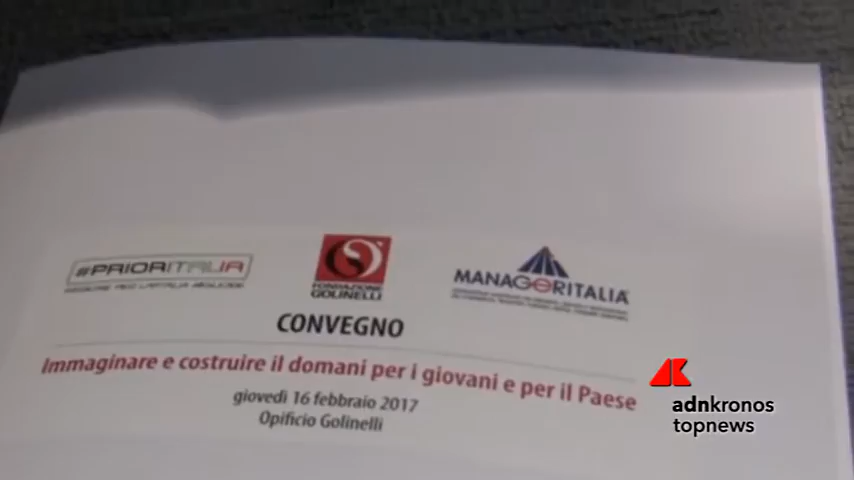 #PRIORITALIA
FONDAZIONE
GOLINELLI
MANAGERITALIA
CONVEGNO
Immaginare e costruire il domani per i giovani e per il Paese
giovedì 16 febbraio 2017
Opificio Golinelli
adnkronos
topnews